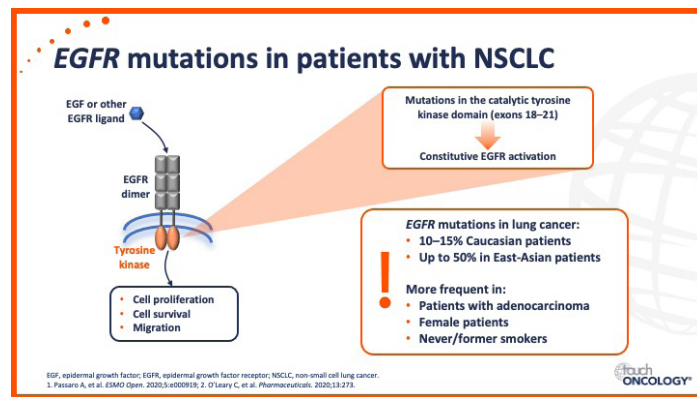 EGFR mutations in patients with NSCLC
EGF or other
EGFR ligand
EGFR
dimer
Tyrosine
kinase
• Cell proliferation
• Cell survival
• Migration
Mutations in the catalytic tyrosine
kinase domain (exons 18–21)
Constitutive EGFR activation
!
EGFR mutations in lung cancer:
• 10–15% Caucasian patients
• Up to 50% in East-Asian patients
More frequent in:
• Patients with adenocarcinoma
• Female patients
• Never/former smokers
EGF, epidermal growth factor; EGFR, epidermal growth factor receptor; NSCLC, non-small cell lung cancer.
1. Passaro A, et al. ESMO Open. 2020;5:e000919; 2. O'Leary C, et al. Pharmaceuticals. 2020;13:273.
touch
ONCOLOGY®